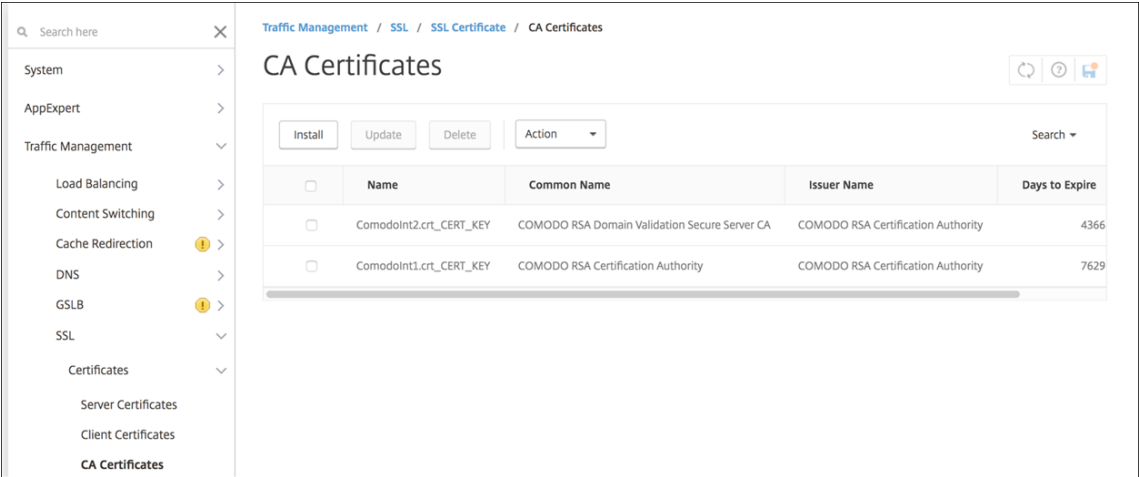 Search here
System
AppExpert
Traffic Management
Load Balancing
Content Switching
Cache Redirection
DNS
GSLB
SSL
Certificates
Server Certificates
Client Certificates
CA Certificates
Traffic Management / SSL / SSL Certificate / CA Certificates
CA Certificates
Install Update Delete Action Search
Name Common Name Issuer Name Days to Expire
ComodoInt2.crt_CERT_KEY COMODO RSA Domain Validation Secure Server CA COMODO RSA Certification Authority 4366
ComodoInt1.crt_CERT_KEY COMODO RSA Certification Authority COMODO RSA Certification Authority 7629